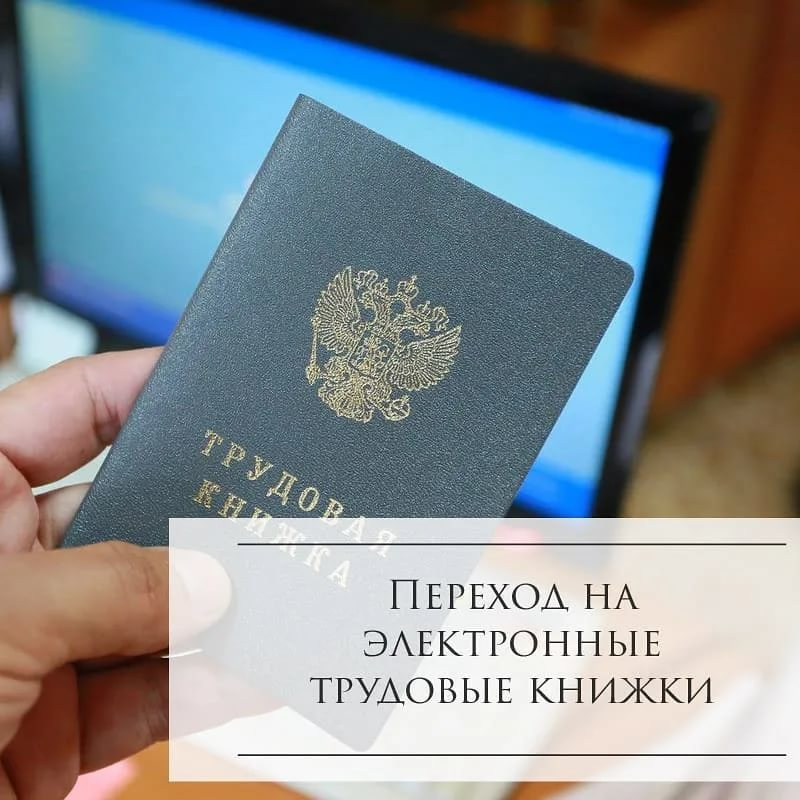 ТРУДОВАЯ
КНИЖКА
Переход на
электронные
трудовые книжки